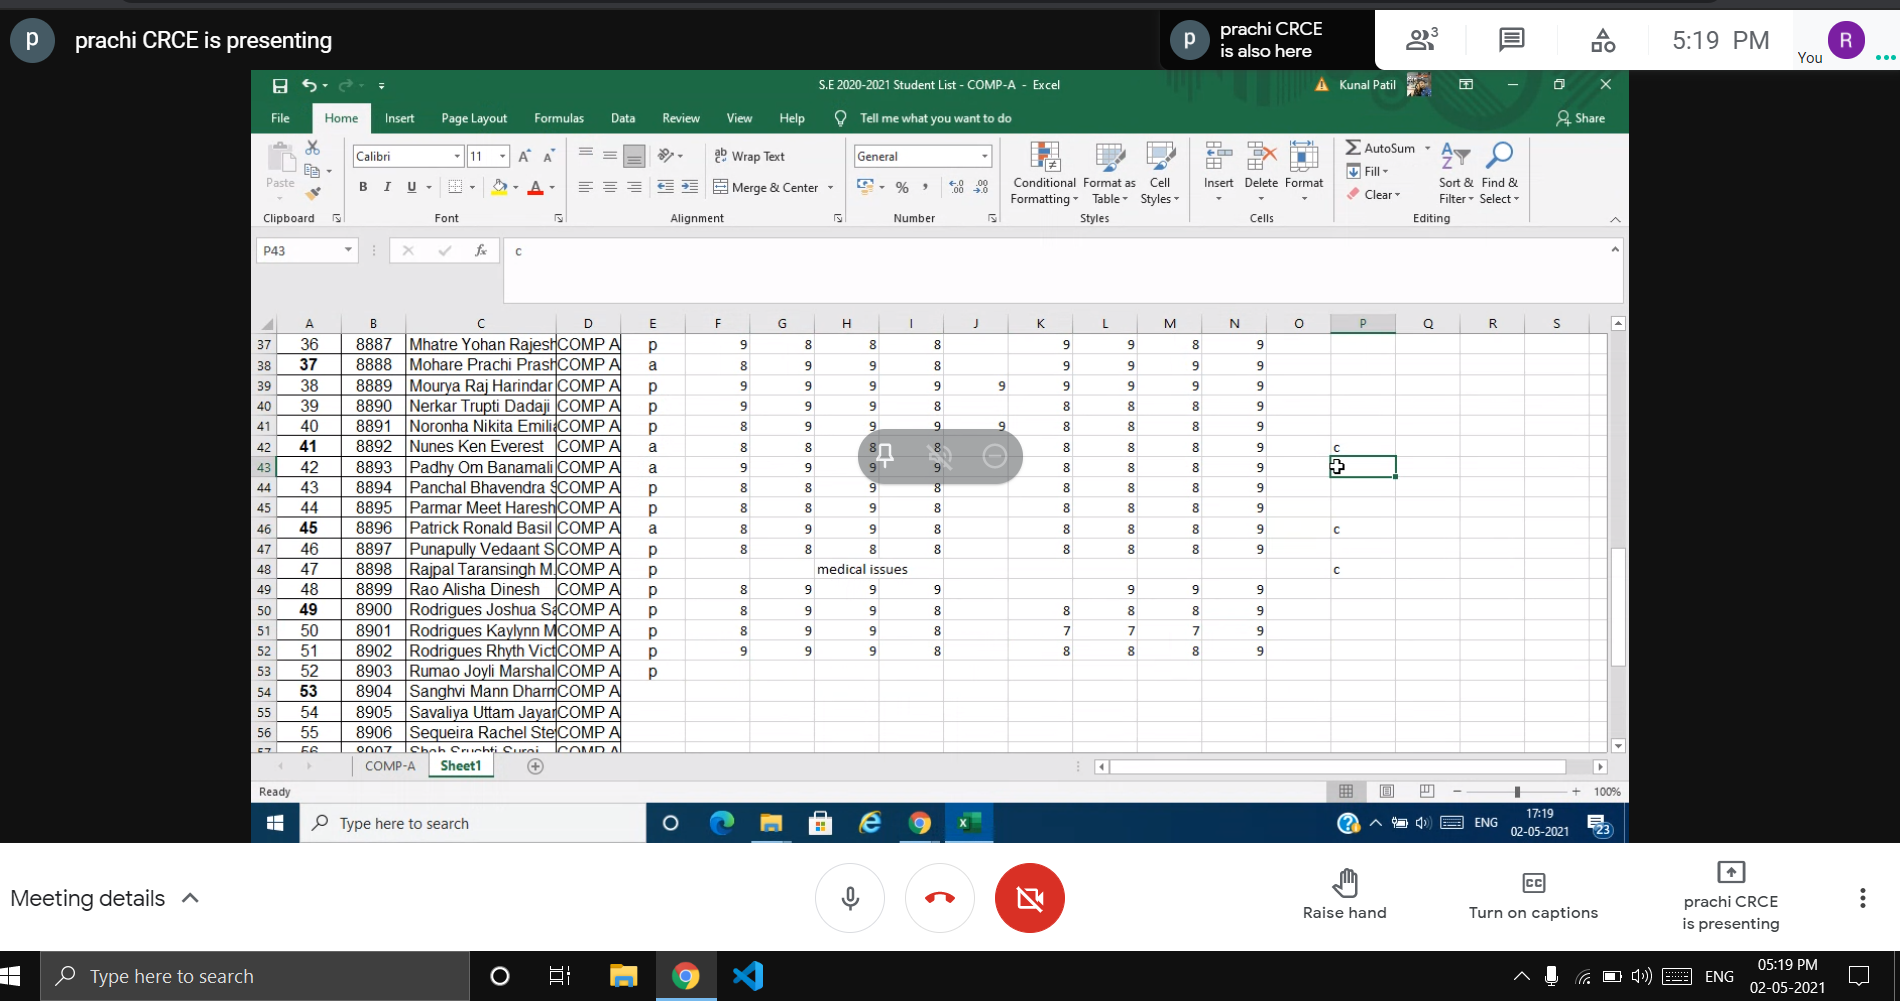 p prachi CRCE is presenting
p prachi CRCE is also here
3
5:19 PM
You R
S.E 2020-2021 Student List - COMP-A - Excel
Kunal Patil
File Home Insert Page Layout Formulas Data Review View Help Tell me what you want to do Share
Paste
Clipboard
Calibri 11
B I U A
Font
Wrap Text
Merge & Center
Alignment
General
% ,
Number
Conditional Formatting
Format as Table
Cell Styles
Styles
Insert Delete Format
Cells
AutoSum
Fill
Clear
Sort & Filter
Find & Select
Editing
P43 fx c
A B C D E F G H I J K L M N O P Q R S
37 36 8887 Mhatre Yohan Rajesh COMP A p 9 8 8 8 9 9 8 9
38 37 8888 Mohare Prachi Prash COMP A a 8 9 9 8 9 9 9 9
39 38 8889 Mourya Raj Harindar COMP A p 9 9 9 9 9 9 9 9 9
40 39 8890 Nerkar Trupti Dadaji COMP A p 9 9 9 8 8 8 8 9
41 40 8891 Noronha Nikita Emili COMP A p 8 9 9 9 9 8 8 8 9
42 41 8892 Nunes Ken Everest COMP A a 8 8 8 8 8 8 8 9 c
43 42 8893 Padhy Om Banamali COMP A a 9 9 9 9 8 8 8 9
44 43 8894 Panchal Bhavendra S COMP A p 8 8 9 8 8 8 8 9
45 44 8895 Parmar Meet Haresh COMP A p 8 8 9 8 8 8 8 9
46 45 8896 Patrick Ronald Basil COMP A a 8 9 9 8 8 8 8 9 c
47 46 8897 Punapully Vedaant S COMP A p 8 8 8 8 8 8 8 9
48 47 8898 Rajpal Taransingh M. COMP A p medical issues c
49 48 8899 Rao Alisha Dinesh COMP A p 8 9 9 9 9 9 9
50 49 8900 Rodrigues Joshua Sa COMP A p 8 9 9 8 8 8 8 9
51 50 8901 Rodrigues Kaylynn M COMP A p 8 9 9 8 7 7 7 9
52 51 8902 Rodrigues Rhyth Vict COMP A p 9 9 9 8 8 8 8 9
53 52 8903 Rumao Joyli Marshal COMP A p
54 53 8904 Sanghvi Mann Dharm COMP A
55 54 8905 Savaliya Uttam Jayan COMP A
56 55 8906 Sequeira Rachel Ste COMP A
57 56 8907 Shah Srushti Suraj COMP A
COMP-A Sheet1
Ready 100%
Type here to search ENG 17:19
02-05-2021 23
Meeting details
Raise hand
Turn on captions
prachi CRCE
is presenting
Type here to search ENG 05:19 PM
02-05-2021